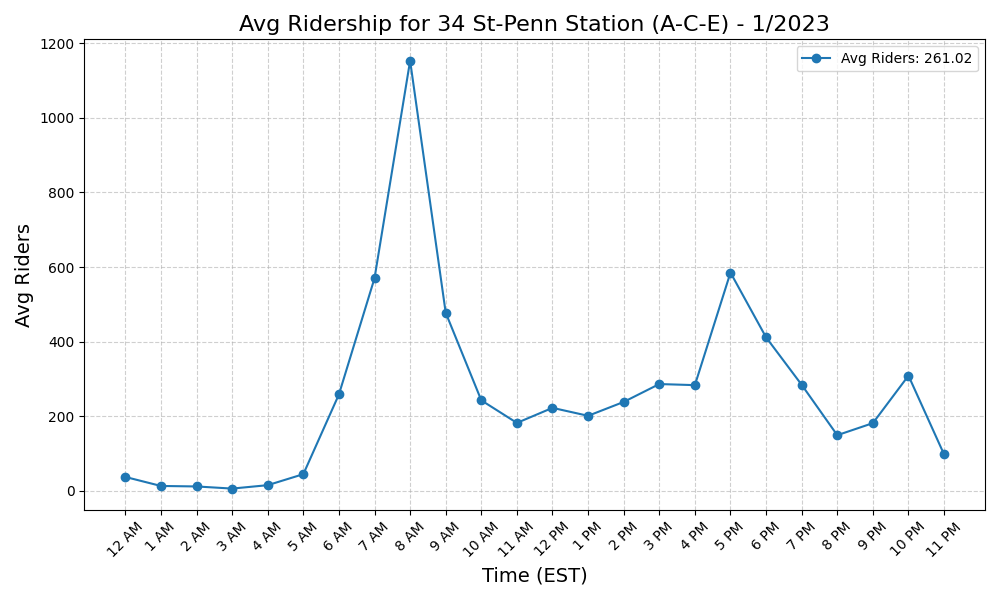 Avg Ridership for 34 St-Penn Station (A-C-E) - 1/2023
Avg Riders: 261.02
Avg Riders
1200
1000
800
600
400
200
0
12 AM
1 AM
2 AM
3 AM
4 AM
5 AM
6 AM
7 AM
8 AM
9 AM
10 AM
11 AM
12 PM
1 PM
2 PM
3 PM
4 PM
5 PM
6 PM
7 PM
8 PM
9 PM
10 PM
11 PM
Time (EST)